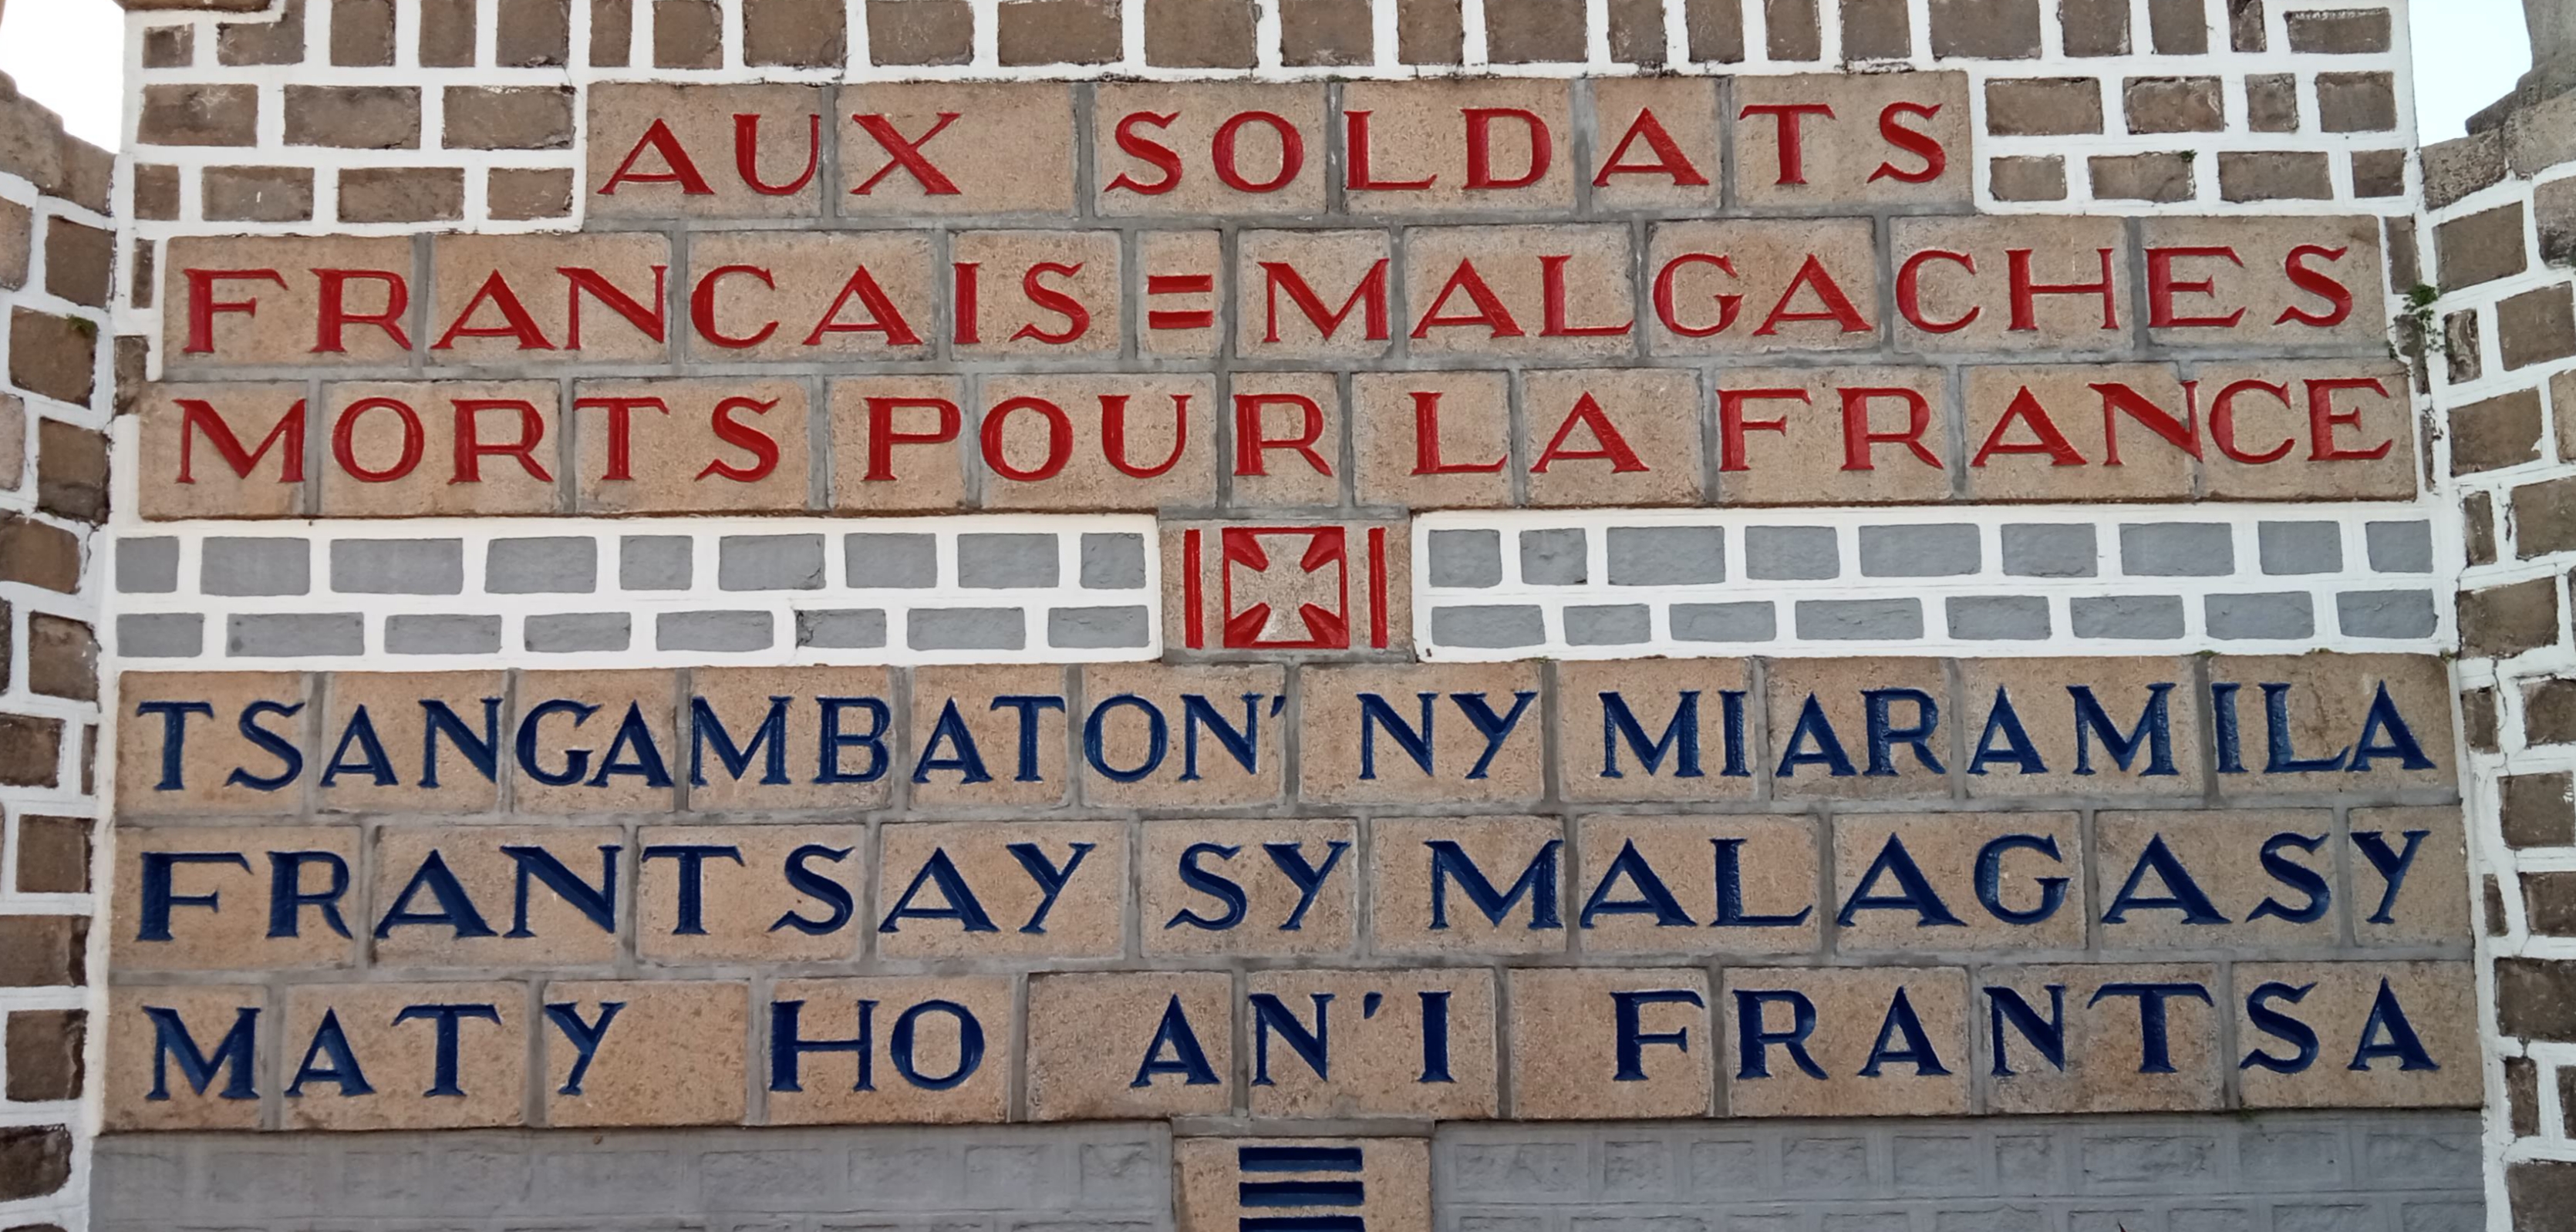 AUX SOLDATS
FRANCAIS=MALGACHES
MORTS POUR LA FRANCE
TSANGAMBATON' NY MIARAMILA
FRANTSAY SY MALAGASY
MATY HO AN'I FRANTSA